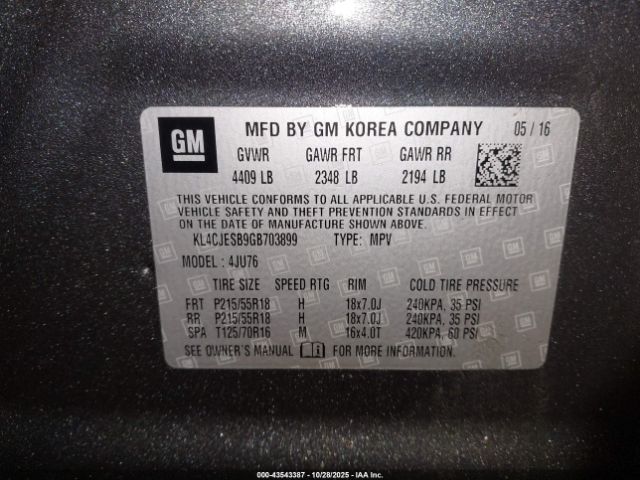 GM MFD BY GM KOREA COMPANY 05 / 16
GVWR GAWR FRT GAWR RR
4409 LB 2348 LB 2194 LB
THIS VEHICLE CONFORMS TO ALL APPLICABLE U.S. FEDERAL MOTOR
VEHICLE SAFETY AND THEFT PREVENTION STANDARDS IN EFFECT
ON THE DATE OF MANUFACTURE SHOWN ABOVE.
KL4CJESB9GB703899 TYPE: MPV
MODEL : 4JU76
TIRE SIZE SPEED RTG RIM COLD TIRE PRESSURE
FRT P215/55R18 H 18x7.0J 240KPA, 35 PSI
RR P215/55R18 H 18x7.0J 240KPA, 35 PSI
SPA T125/70R16 M 16x4.0T 420KPA, 60 PSI
SEE OWNER'S MANUAL FOR MORE INFORMATION.
000-43543387 - 10/28/2025 - IAA Inc.